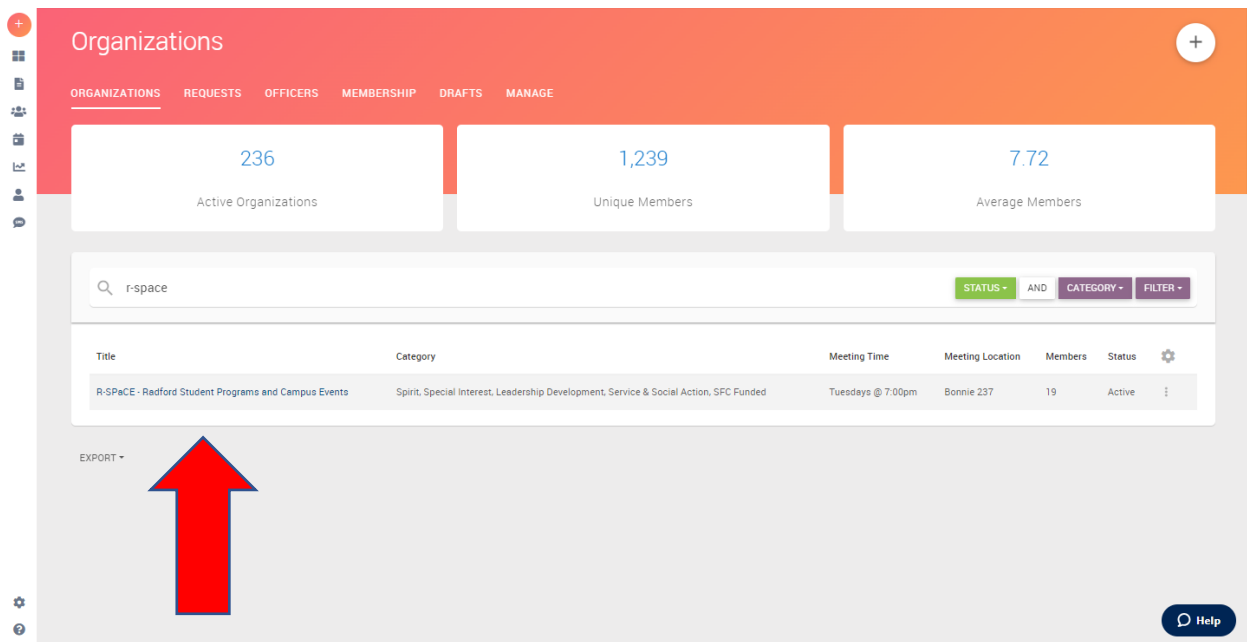 Organizations
ORGANIZATIONS REQUESTS OFFICERS MEMBERSHIP DRAFTS MANAGE
236 1,239 7.72
Active Organizations Unique Members Average Members
r-space STATUS AND CATEGORY FILTER
Title Category Meeting Time Meeting Location Members Status
R-SPaCE - Radford Student Programs and Campus Events Spirit, Special Interest, Leadership Development, Service & Social Action, SFC Funded Tuesdays @ 7:00pm Bonnie 237 19 Active
EXPORT
Help